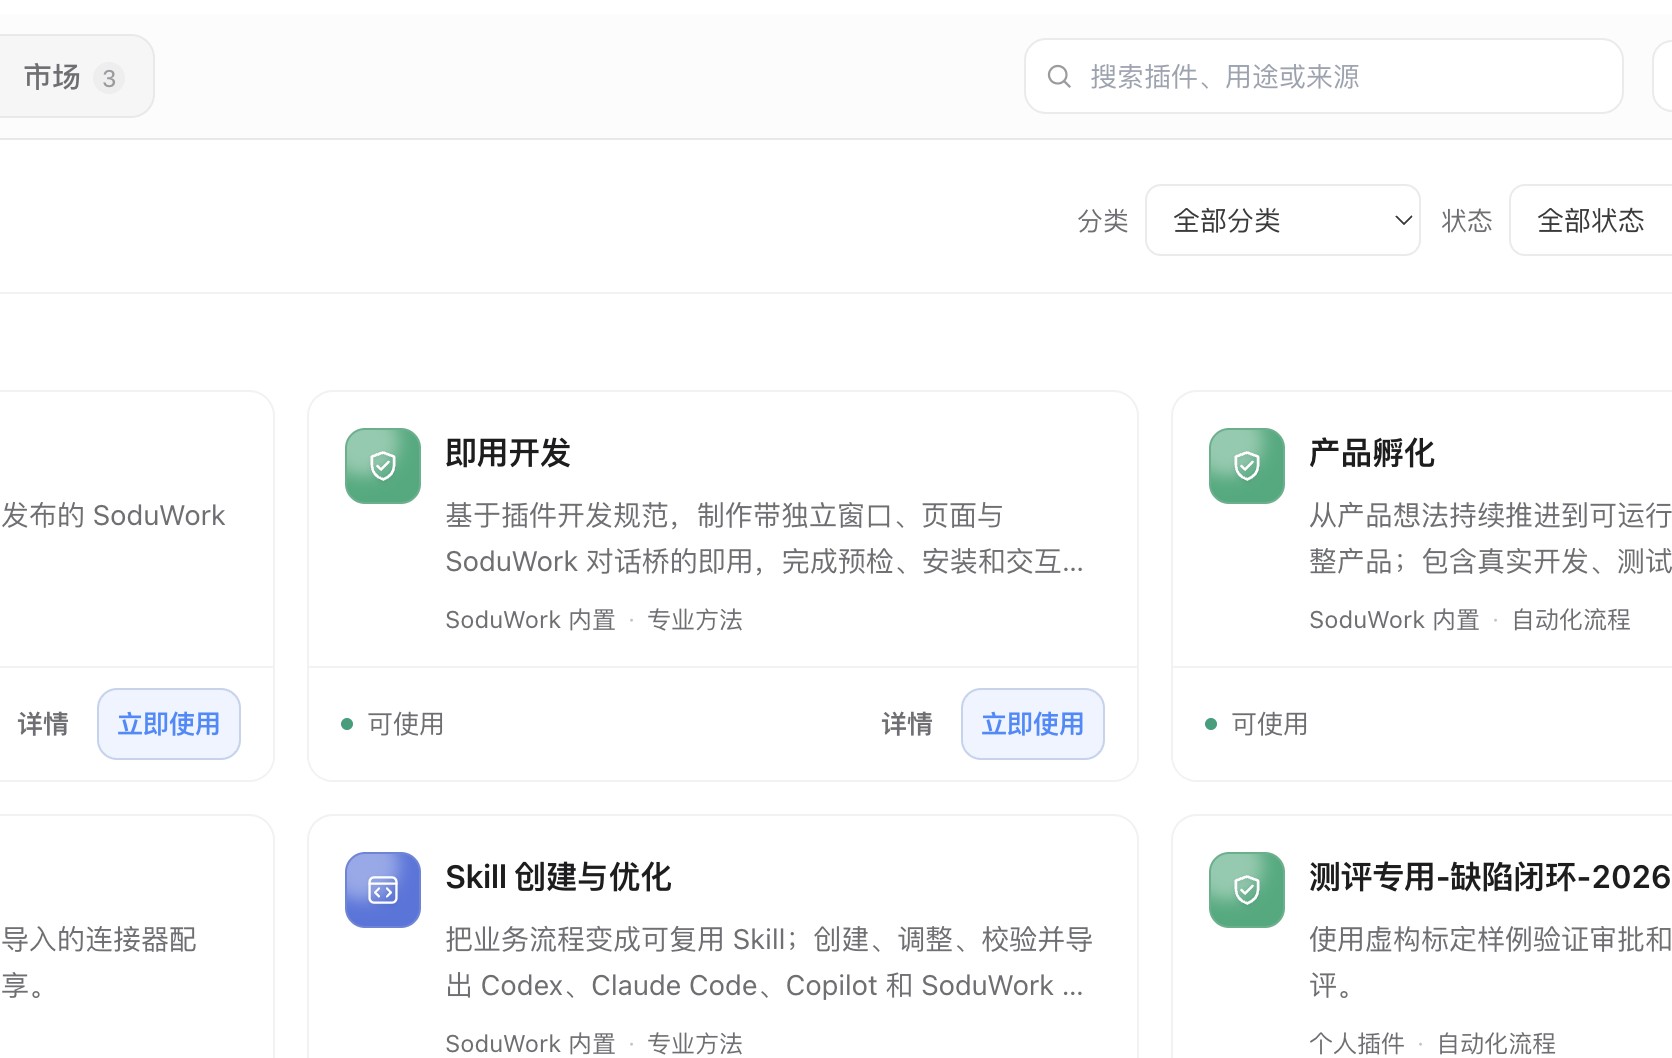 市场 3
搜索插件、用途或来源
分类 全部分类 状态 全部状态
发布的 SoduWork
详情 立即使用
即用开发
基于插件开发规范，制作带独立窗口、页面与
SoduWork 对话桥的即用，完成预检、安装和交互...
SoduWork 内置 · 专业方法
可使用 详情 立即使用
产品孵化
从产品想法持续推进到可运行
整产品；包含真实开发、测试
SoduWork 内置 · 自动化流程
可使用
导入的连接器配
享。
Skill 创建与优化
把业务流程变成可复用 Skill；创建、调整、校验并导
出 Codex、Claude Code、Copilot 和 SoduWork ...
SoduWork 内置 · 专业方法
测评专用-缺陷闭环-2026
使用虚构标定样例验证审批和
评。
个人插件 · 自动化流程